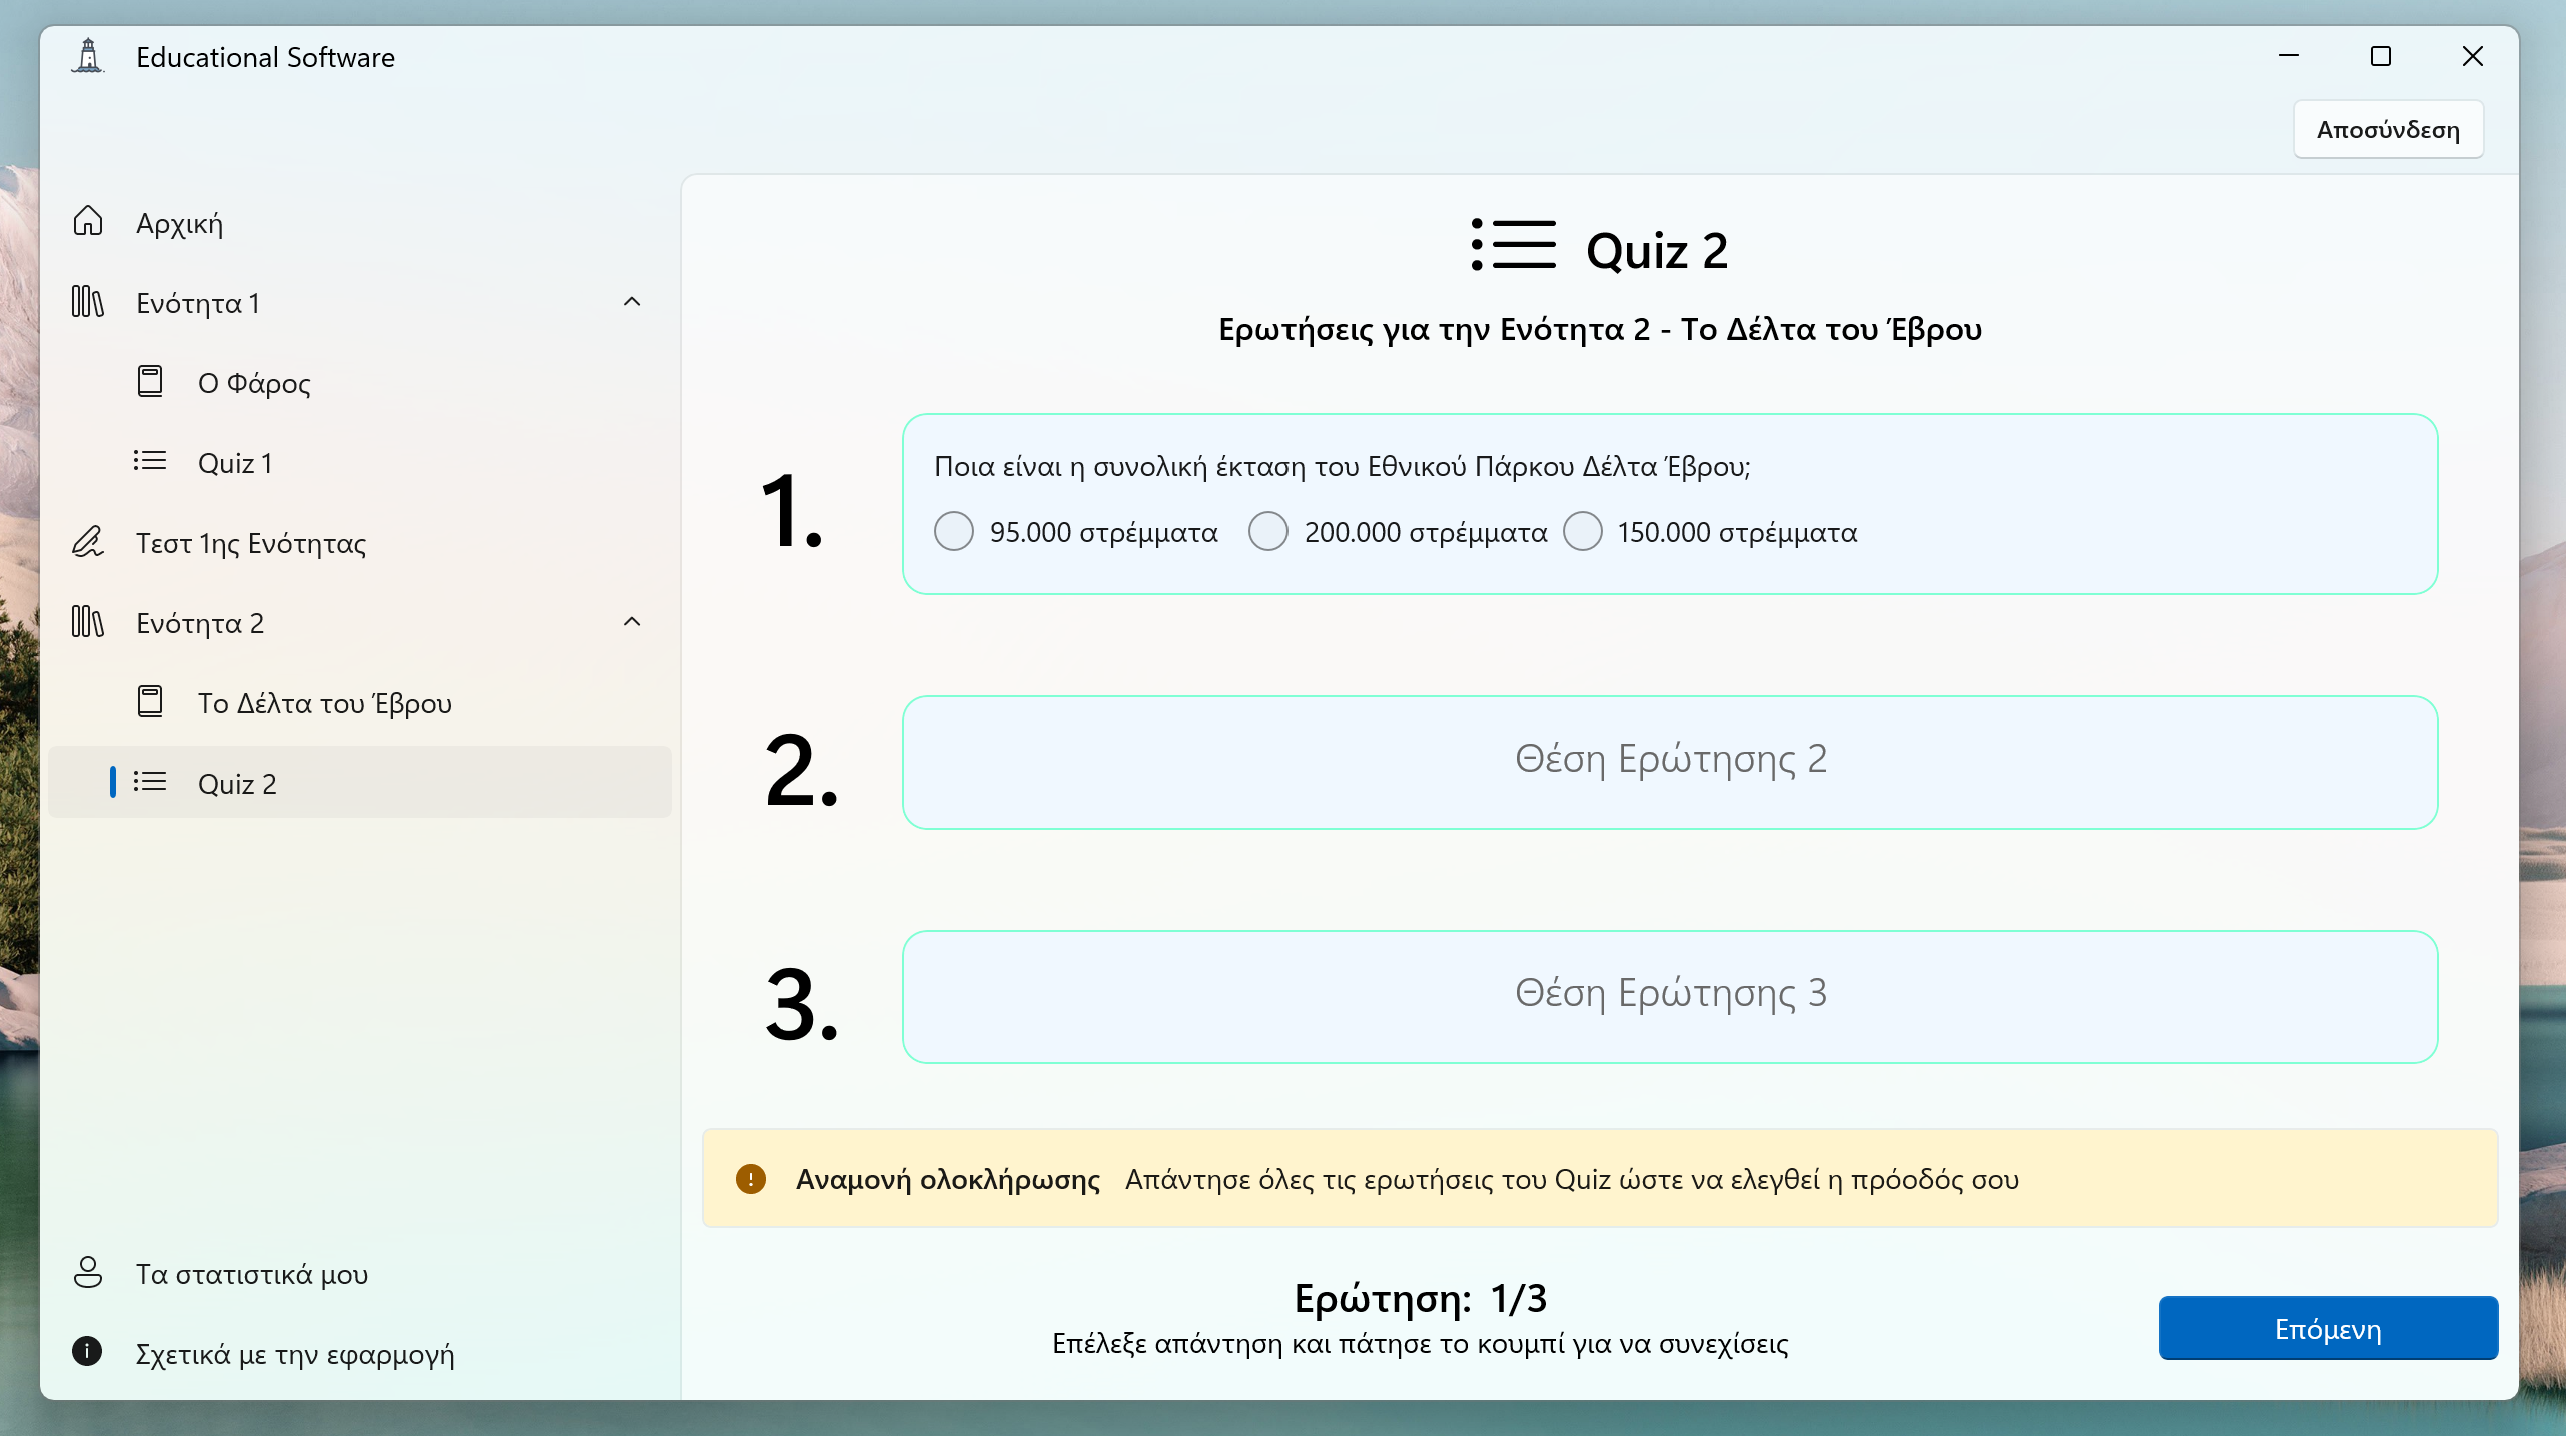 Educational Software
Αποσύνδεση
Αρχική
Ενότητα 1
Ο Φάρος
Quiz 1
Τεστ 1ης Ενότητας
Ενότητα 2
Το Δέλτα του Έβρου
Quiz 2
Τα στατιστικά μου
Σχετικά με την εφαρμογή
Quiz 2
Ερωτήσεις για την Ενότητα 2 - Το Δέλτα του Έβρου
1.
Ποια είναι η συνολική έκταση του Εθνικού Πάρκου Δέλτα Έβρου;
95.000 στρέμματα 200.000 στρέμματα 150.000 στρέμματα
2.
Θέση Ερώτησης 2
3.
Θέση Ερώτησης 3
Αναμονή ολοκλήρωσης Απάντησε όλες τις ερωτήσεις του Quiz ώστε να ελεγθεί η πρόοδός σου
Ερώτηση: 1/3
Επέλεξε απάντηση και πάτησε το κουμπί για να συνεχίσεις
Επόμενη